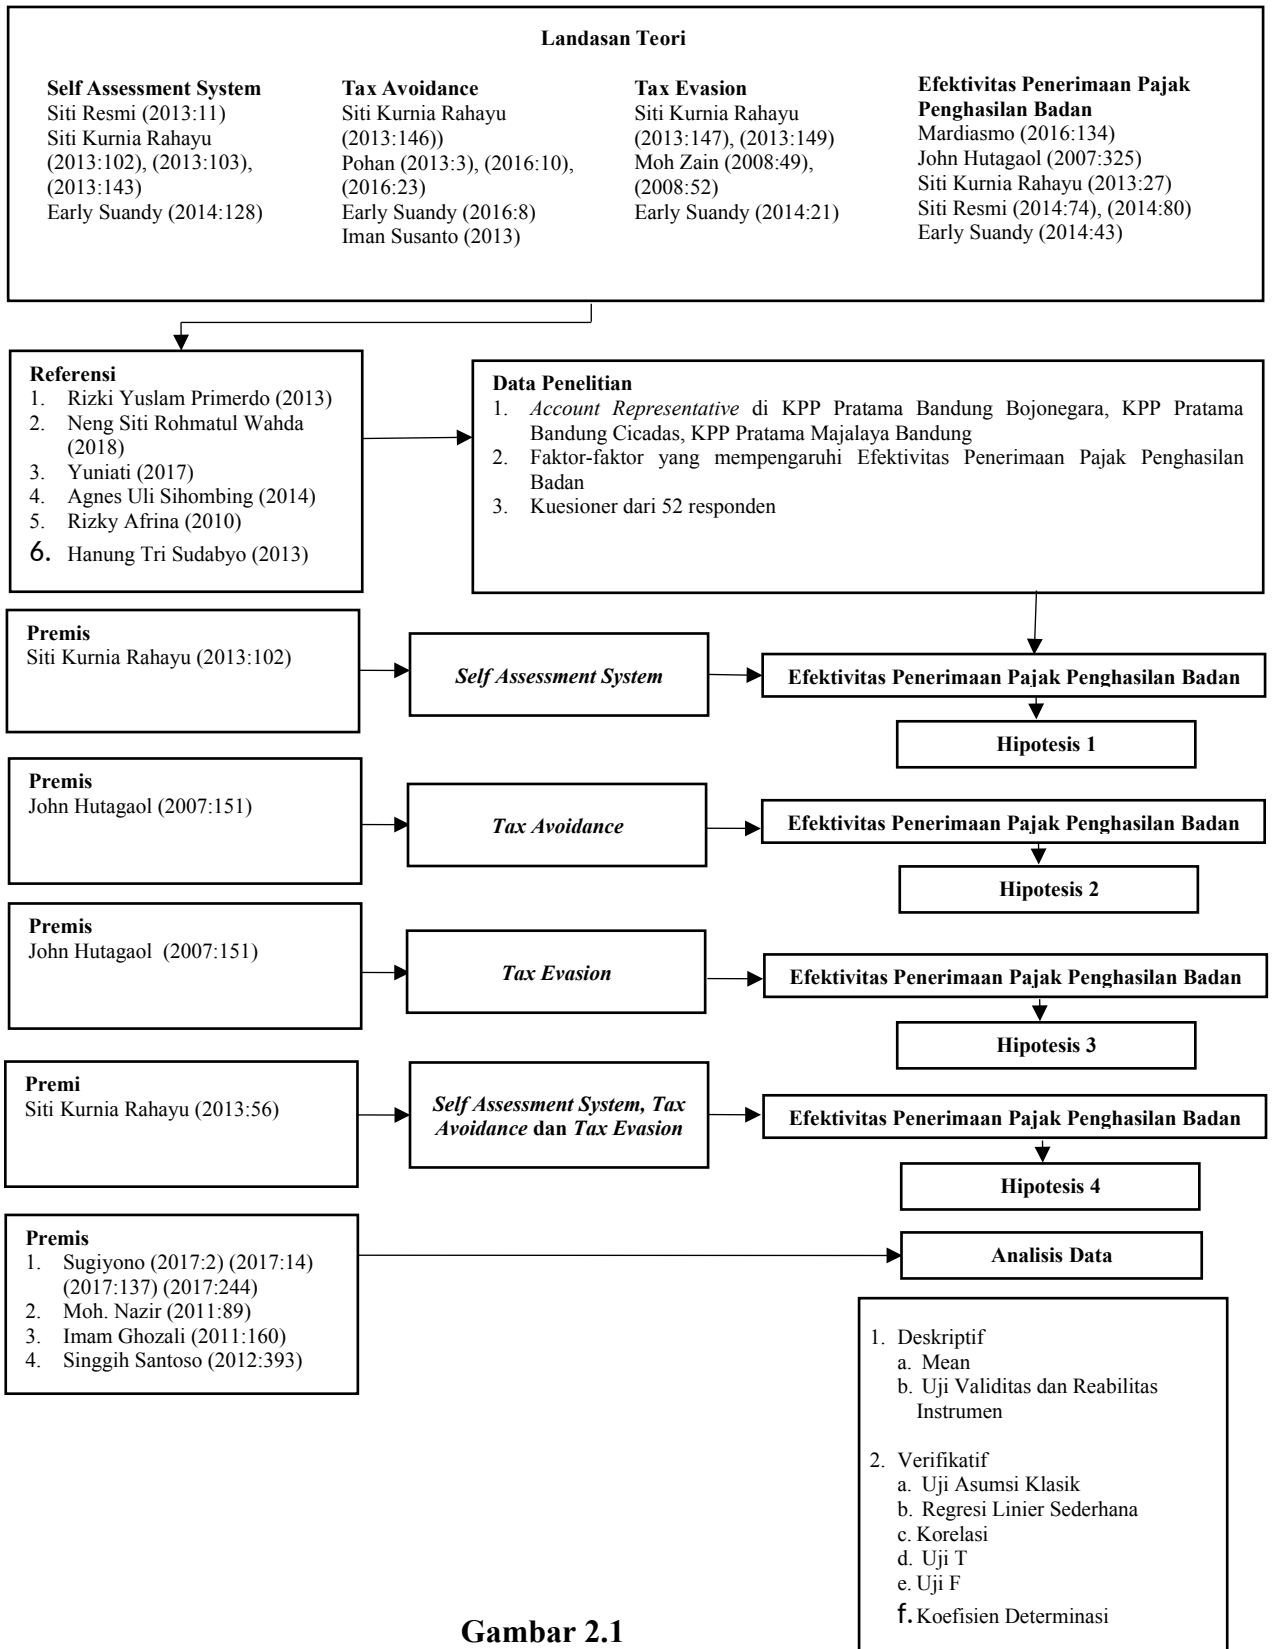 Landasan Teori
Self Assessment System
Siti Resmi (2013:11)
Siti Kurnia Rahayu
(2013:102), (2013:103),
(2013:143)
Early Suandy (2014:128)
Tax Avoidance
Siti Kurnia Rahayu
(2013:146))
Pohan (2013:3), (2016:10),
(2016:23)
Early Suandy (2016:8)
Iman Susanto (2013)
Tax Evasion
Siti Kurnia Rahayu
(2013:147), (2013:149)
Moh Zain (2008:49),
(2008:52)
Early Suandy (2014:21)
Efektivitas Penerimaan Pajak
Penghasilan Badan
Mardiasmo (2016:134)
John Hutagaol (2007:325)
Siti Kurnia Rahayu (2013:27)
Siti Resmi (2014:74), (2014:80)
Early Suandy (2014:43)
Referensi
1. Rizki Yuslam Primerdo (2013)
2. Neng Siti Rohmatul Wahda
(2018)
3. Yuniati (2017)
4. Agnes Uli Sihombing (2014)
5. Rizky Afrina (2010)
6. Hanung Tri Sudabyo (2013)
Data Penelitian
1. Account Representative di KPP Pratama Bandung Bojonegara, KPP Pratama
Bandung Cicadas, KPP Pratama Majalaya Bandung
2. Faktor-faktor yang mempengaruhi Efektivitas Penerimaan Pajak Penghasilan
Badan
3. Kuesioner dari 52 responden
Premis
Siti Kurnia Rahayu (2013:102)
Self Assessment System
Efektivitas Penerimaan Pajak Penghasilan Badan
Hipotesis 1
Premis
John Hutagaol (2007:151)
Tax Avoidance
Efektivitas Penerimaan Pajak Penghasilan Badan
Hipotesis 2
Premis
John Hutagaol (2007:151)
Tax Evasion
Efektivitas Penerimaan Pajak Penghasilan Badan
Hipotesis 3
Premi
Siti Kurnia Rahayu (2013:56)
Self Assessment System, Tax
Avoidance dan Tax Evasion
Efektivitas Penerimaan Pajak Penghasilan Badan
Hipotesis 4
Premis
1. Sugiyono (2017:2) (2017:14)
(2017:137) (2017:244)
2. Moh. Nazir (2011:89)
3. Imam Ghozali (2011:160)
4. Singgih Santoso (2012:393)
Analisis Data
1. Deskriptif
a. Mean
b. Uji Validitas dan Reabilitas
Instrumen
2. Verifikatif
a. Uji Asumsi Klasik
b. Regresi Linier Sederhana
c. Korelasi
d. Uji T
e. Uji F
f. Koefisien Determinasi
Gambar 2.1